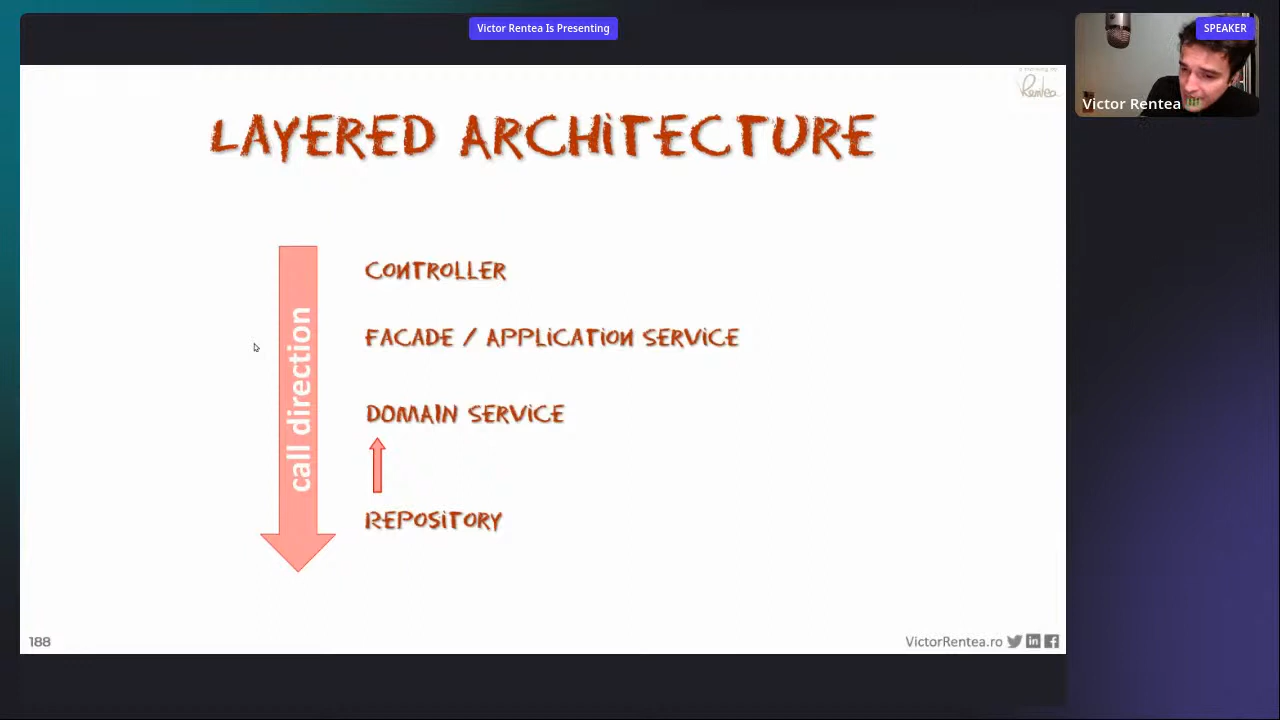 Victor Rentea Is Presenting
SPEAKER
Victor Rentea
Rentea
LAYERED ARCHITECTURE
CONTROLLER
FACADE / APPLICATION SERVICE
call direction
DOMAIN SERVICE
REPOSITORY
188
VictorRentea.ro